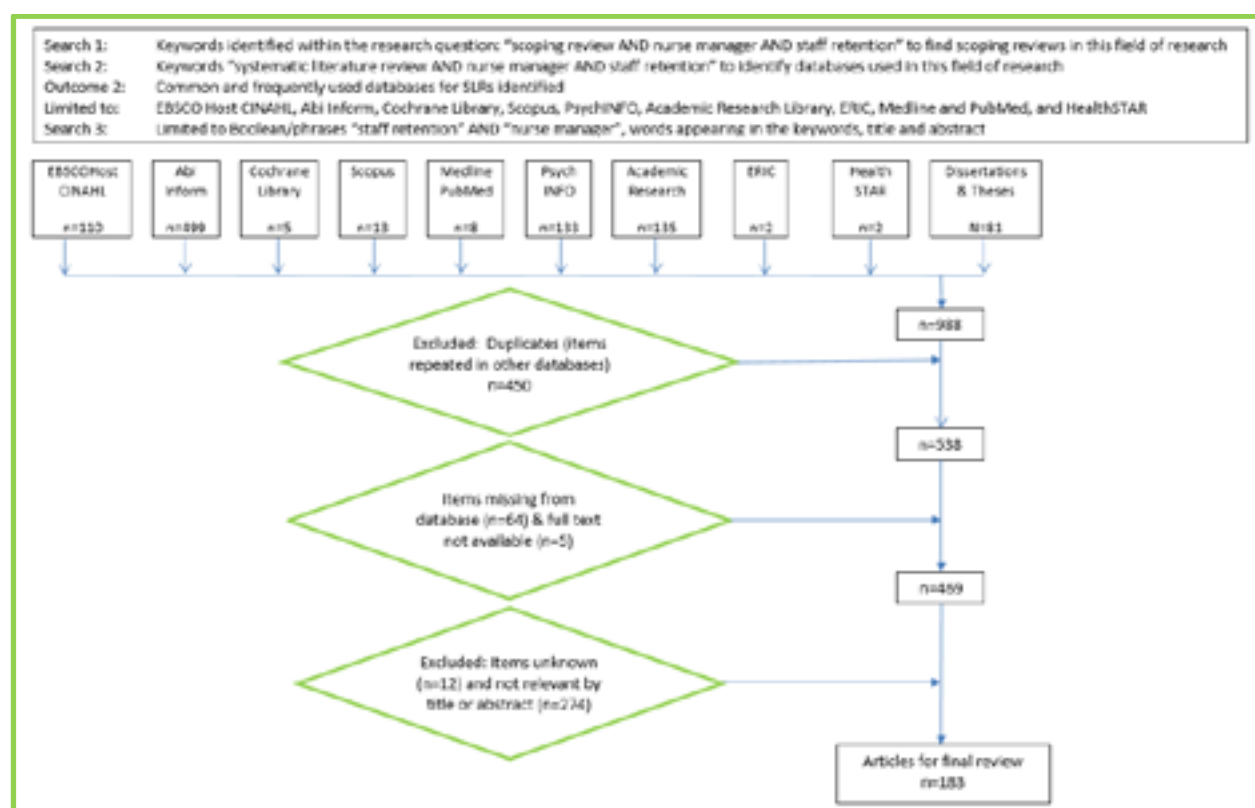 Search 1: Keywords identified within the research question: "scoping review AND nurse manager AND staff retention" to find scoping reviews in this field of research
Search 2: Keywords "systematic literature review AND nurse manager AND staff retention" to identify databases used in this field of research
Outcome 2: Common and frequently used databases for SLRs identified
Limited to: EBSCO Host CINAHL, Abi Inform, Cochrane Library, Scopus, PsychINFO, Academic Research Library, ERIC, Medline and PubMed, and HealthSTAR
Search 3: Limited to Boolean/phrases "staff retention" AND "nurse manager", words appearing in the keywords, title and abstract
EBSCOHost
CINAHL
n=110
Abi
Inform
n=499
Cochrane
Library
n=5
Scopus
n=13
Medline
PubMed
n=8
Psych
INFO
n=133
Academic
Research
n=135
ERIC
n=2
Health
STAR
n=2
Dissertations
& Theses
N=81
n=988
Excluded: Duplicates (items
repeated in other databases)
n=450
n=538
Items missing from
database (n=64) & full text
not available (n=5)
n=469
Excluded: Items unknown
(n=12) and not relevant by
title or abstract (n=274)
Articles for final review
n=183